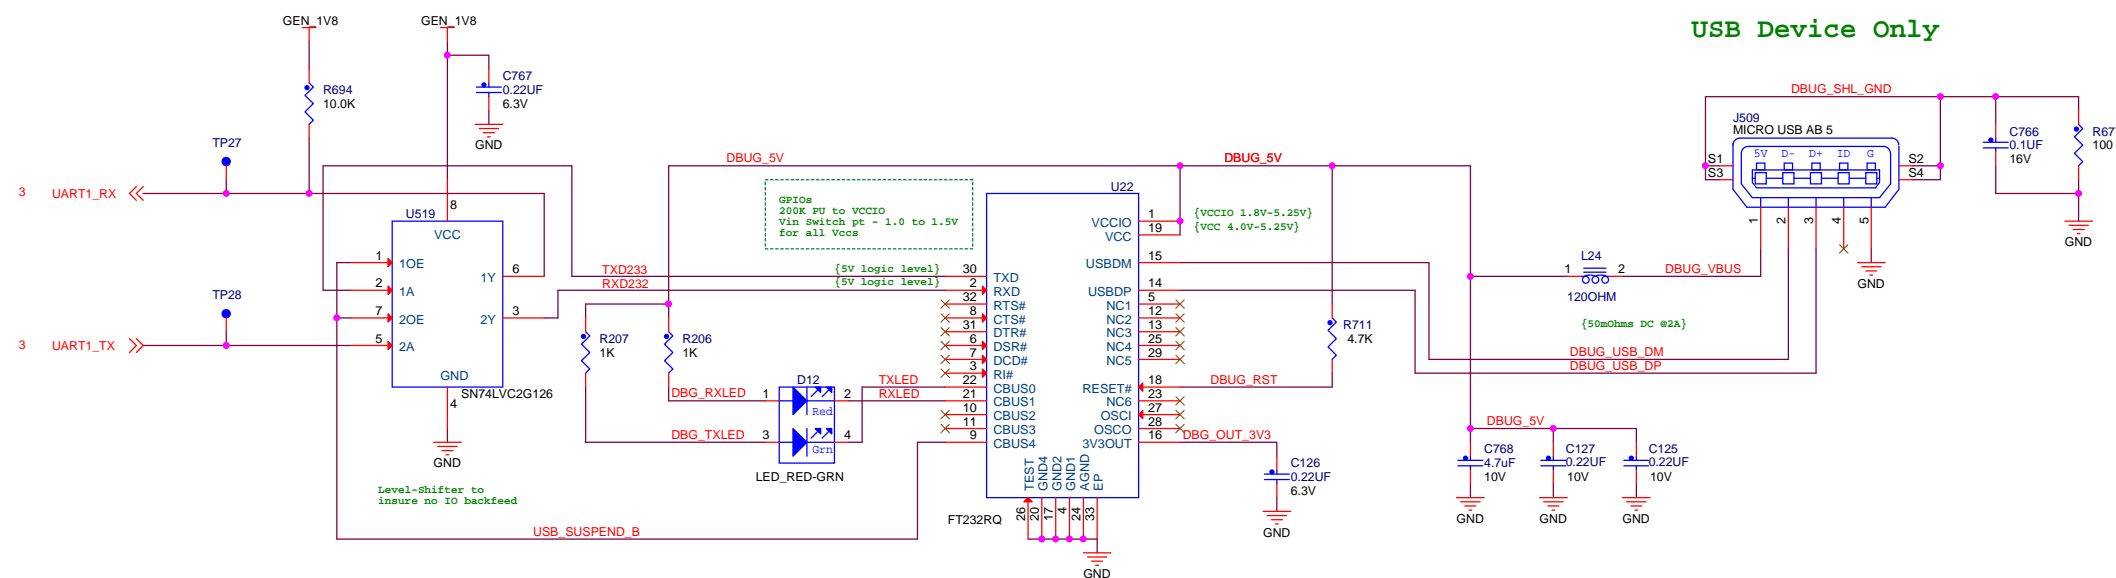 USB Device Only
GEN_1V8
GEN_1V8
R694
10.0K
C767
0.22UF
6.3V
GND
TP27
3 UART1_RX
TP28
3 UART1_TX
U519
8
VCC
1 1OE
2 1A
7 2OE
5 2A
1Y 6
2Y 3
GND
SN74LVC2G126
4
GND
Level-Shifter to
insure no IO backfeed
USB_SUSPEND_B
DBUG_5V
DBUG_5V
GPIOs
200K PU to VCCIO
Vin Switch pt - 1.0 to 1.5V
for all Vccs
TXD233
RXD232
{5V logic level}
{5V logic level}
R207
1K
R206
1K
DBG_RXLED
DBG_TXLED
D12
1 2
Red
3 4
Grn
LED_RED-GRN
TXLED
RXLED
U22
30 TXD
2 RXD
32 RTS#
8 CTS#
31 DTR#
6 DSR#
7 DCD#
3 RI#
22 CBUS0
21 CBUS1
10 CBUS2
11 CBUS3
9 CBUS4
VCCIO 1
VCC 19
{VCCIO 1.8V-5.25V}
{VCC 4.0V-5.25V}
USBDM 15
USBDP 14
NC1 5
NC2 12
NC3 13
NC4 25
NC5 29
RESET# 18
NC6 23
OSCI 27
OSCO 28
3V3OUT 16
TEST 26
GND4 20
GND2 17
GND1 4
AGND 24
EP 33
FT232RQ
GND
R711
4.7K
DBUG_RST
DBG_OUT_3V3
C126
0.22UF
6.3V
GND
DBUG_SHL_GND
J509
MICRO USB AB 5
5V D- D+ ID G
S1
S3
S2
S4
1 2 3 4 5
GND
C766
0.1UF
16V
R67
100
GND
L24
1 2
120OHM
DBUG_VBUS
{50mOhms DC @2A}
DBUG_USB_DM
DBUG_USB_DP
DBUG_5V
C768
4.7uF
10V
GND
C127
0.22UF
10V
GND
C125
0.22UF
10V
GND